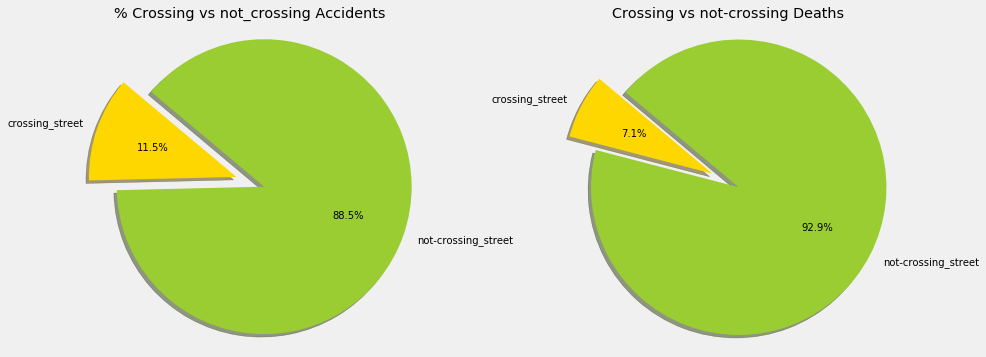 % Crossing vs not_crossing Accidents
crossing_street
11.5%
88.5%
not-crossing_street
Crossing vs not-crossing Deaths
crossing_street
7.1%
92.9%
not-crossing_street